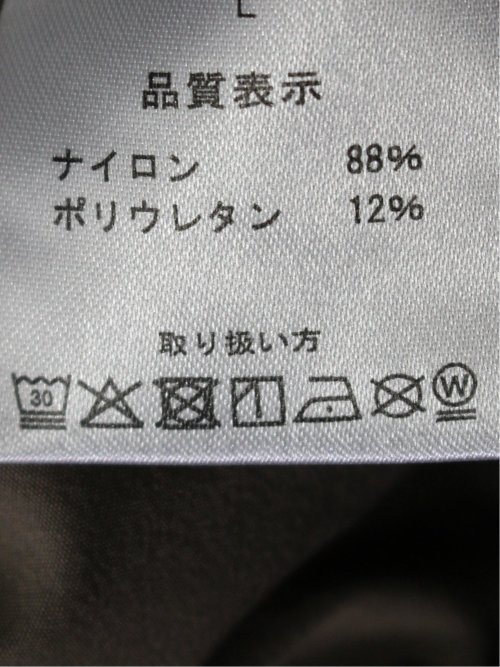 L
品質表示
ナイロン 88%
ポリウレタン 12%
取り扱い方
30 W